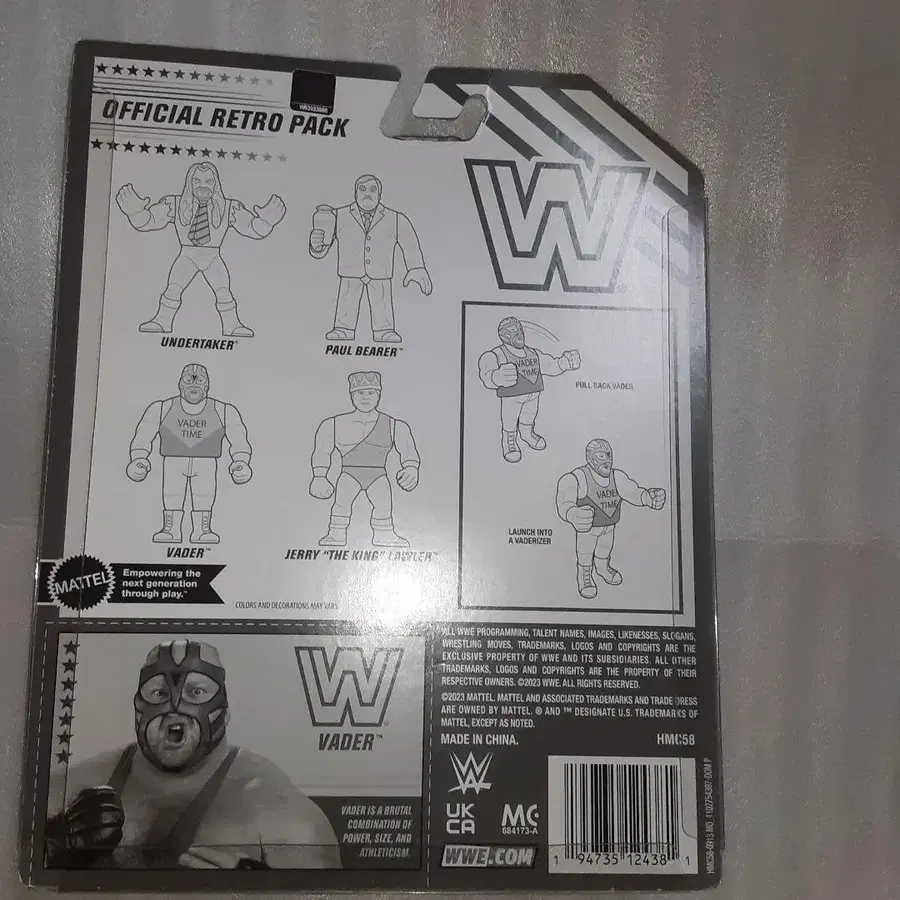 OFFICIAL RETRO PACK
W
UNDERTAKER
PAUL BEARER™
VADER
TIME
PULL BACK VADER
VADER
TIME
VADER™
JERRY "THE KING" LAWLER™
VADER
TIME
LAUNCH INTO
A VADERIZER
MATTEL
Empowering the
next generation
through play.™
COLORS AND DECORATIONS MAY VARY.
W
VADER™
VADER IS A BRUTAL
COMBINATION OF
POWER, SIZE, AND
ATHLETICISM.
ALL WWE PROGRAMMING, TALENT NAMES, IMAGES, LIKENESSES, SLOGANS,
WRESTLING MOVES, TRADEMARKS, LOGOS AND COPYRIGHTS ARE THE
EXCLUSIVE PROPERTY OF WWE AND ITS SUBSIDIARIES. ALL OTHER
TRADEMARKS, LOGOS AND COPYRIGHTS ARE THE PROPERTY OF THEIR
RESPECTIVE OWNERS. ©2023 WWE. ALL RIGHTS RESERVED.
©2023 MATTEL. MATTEL AND ASSOCIATED TRADEMARKS AND TRADE DRESS
ARE OWNED BY MATTEL. ® AND ™ DESIGNATE U.S. TRADEMARKS OF
MATTEL, EXCEPT AS NOTED.
MADE IN CHINA.
HMC58
W
UK
CA
MC
684173-A
WWE.COM
1 94735 12438 1